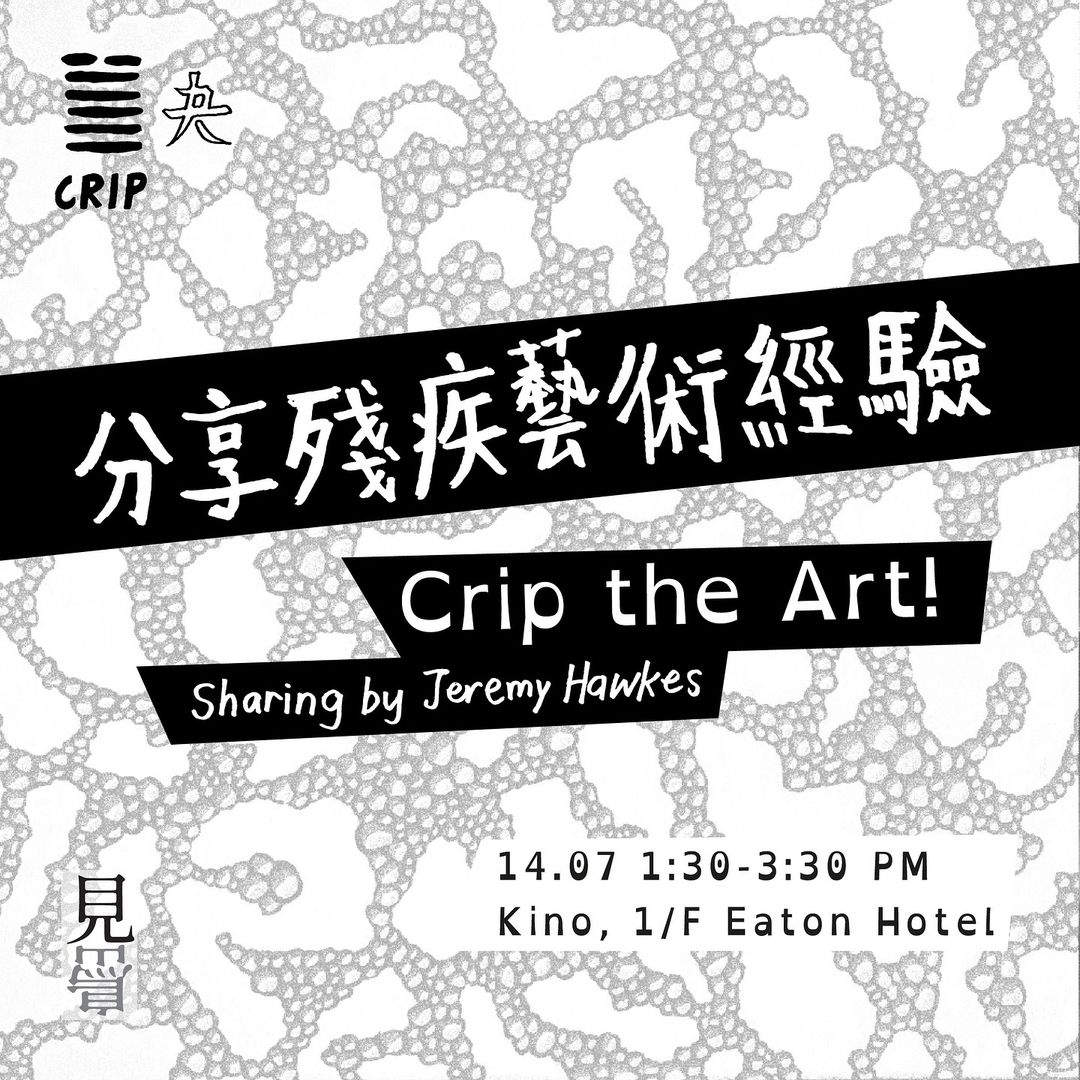 CRIP
分享殘疾藝術經驗
Crip the Art!
Sharing by Jeremy Hawkes
14.07 1:30-3:30 PM
Kino, 1/F Eaton Hotel
見